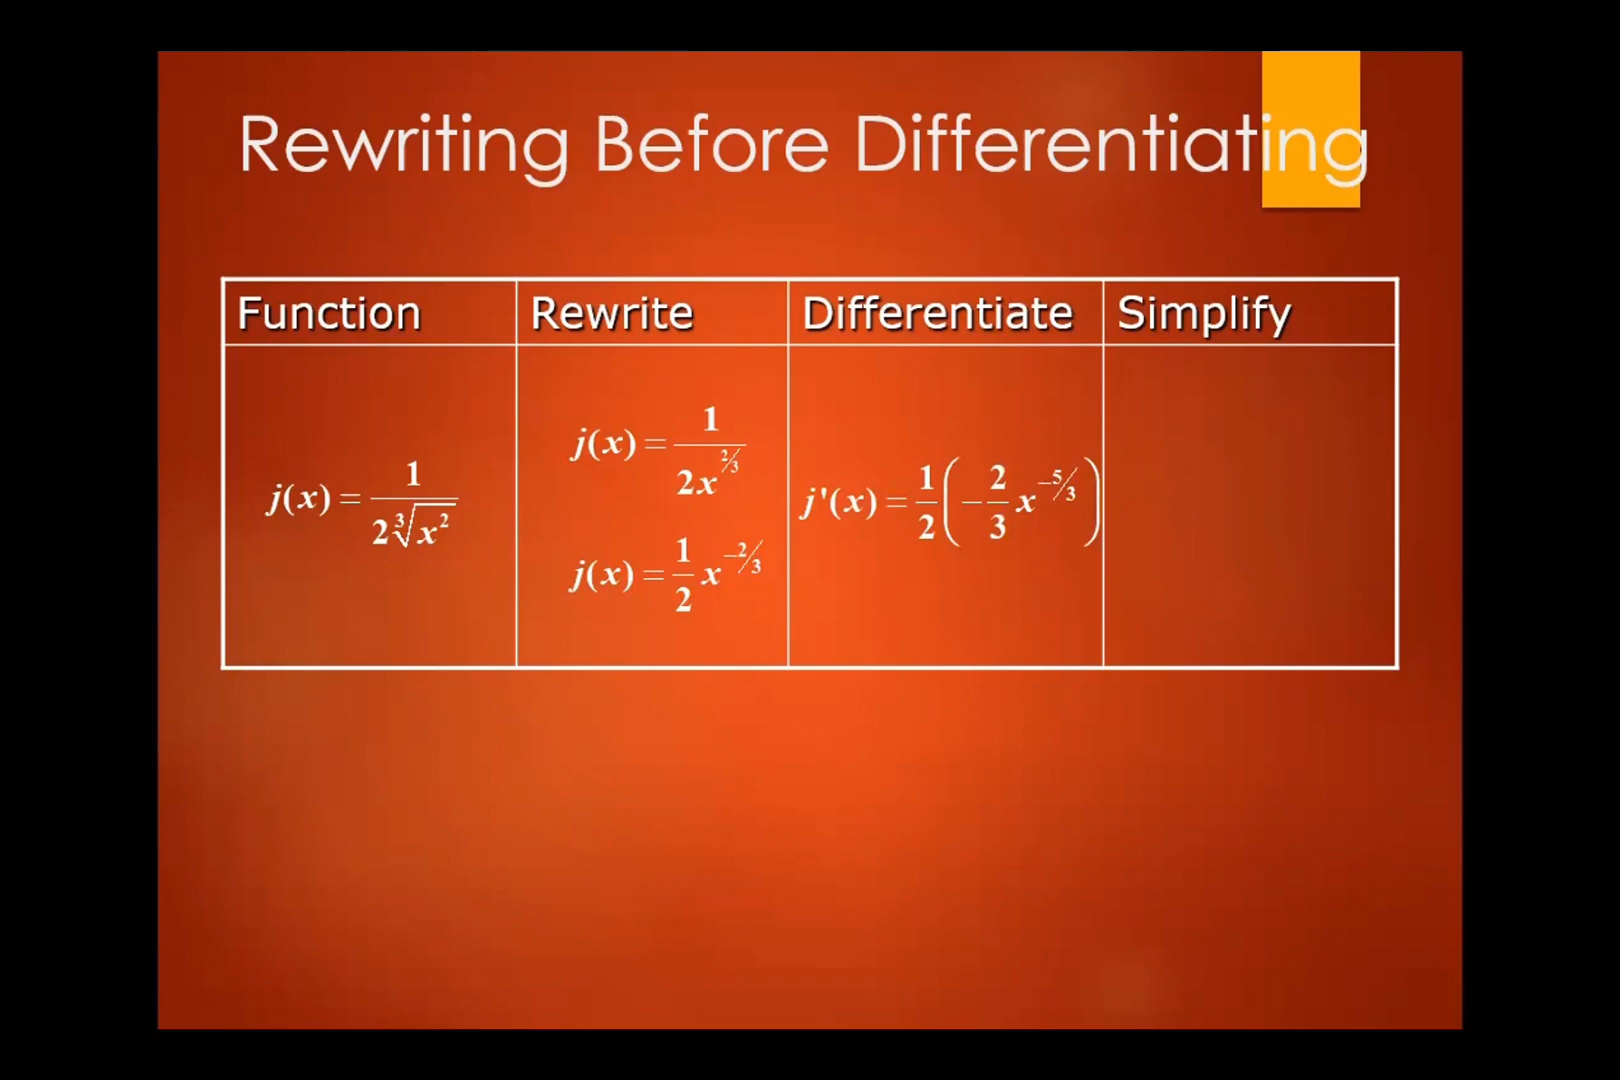 Rewriting Before Differentiating
Function Rewrite Differentiate Simplify
j(x) = 1/(2∛x²)
j(x) = 1/(2x^(2/3))
j(x) = 1/2 x^(-2/3)
j'(x) = 1/2 (-2/3 x^(-5/3))